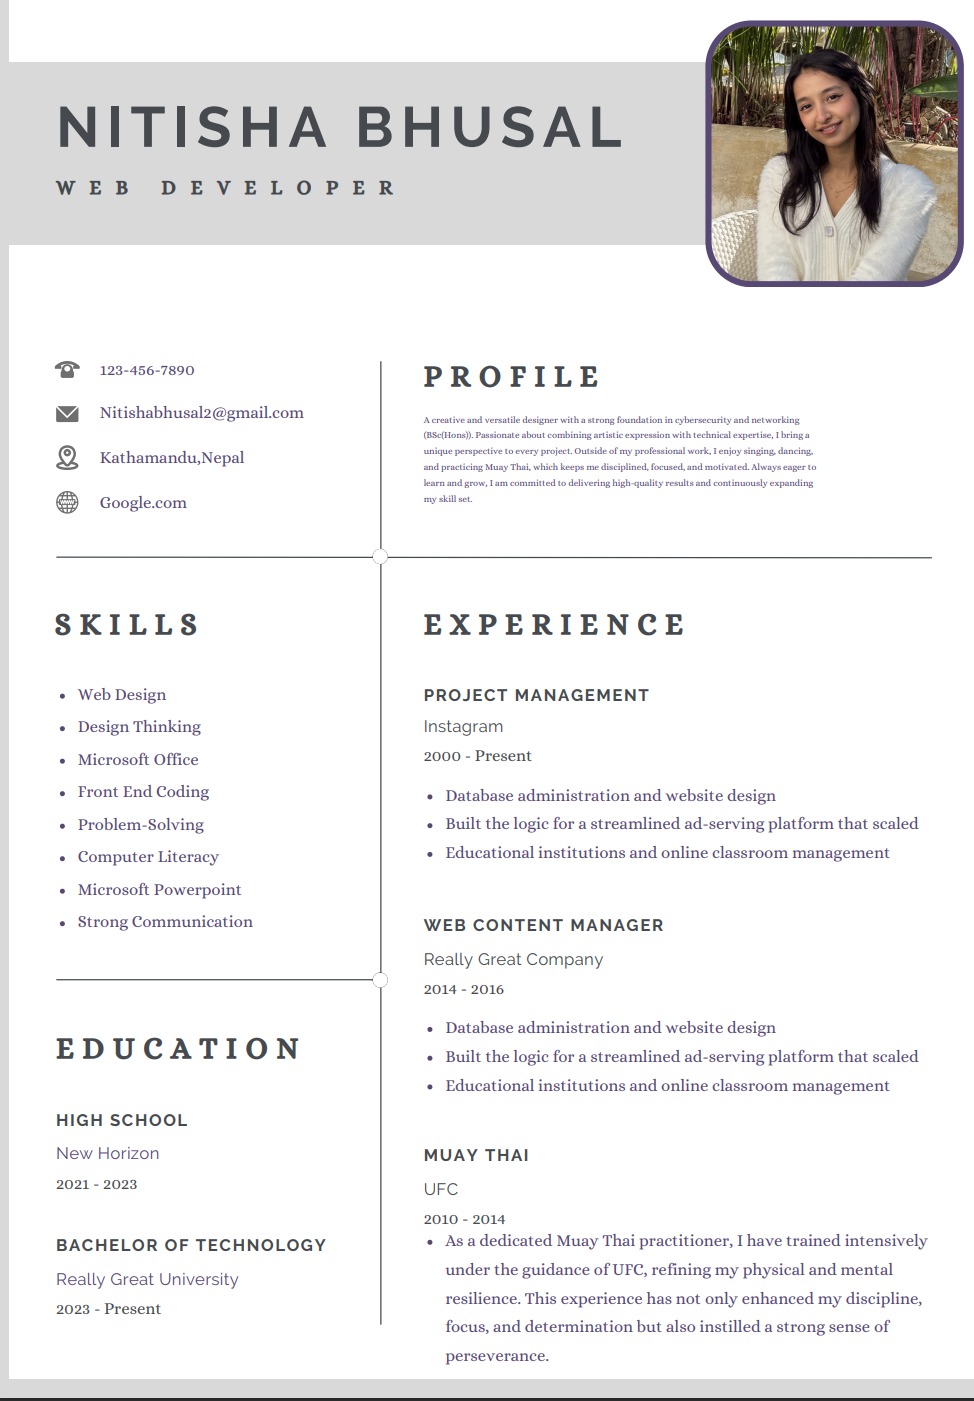 NITISHA BHUSAL
WEB DEVELOPER
123-456-7890
Nitishabhusal2@gmail.com
Kathamandu,Nepal
Google.com
PROFILE
A creative and versatile designer with a strong foundation in cybersecurity and networking
(BSc(Hons)). Passionate about combining artistic expression with technical expertise, I bring a
unique perspective to every project. Outside of my professional work, I enjoy singing, dancing,
and practicing Muay Thai, which keeps me disciplined, focused, and motivated. Always eager to
learn and grow, I am committed to delivering high-quality results and continuously expanding
my skill set.
SKILLS
• Web Design
• Design Thinking
• Microsoft Office
• Front End Coding
• Problem-Solving
• Computer Literacy
• Microsoft Powerpoint
• Strong Communication
EDUCATION
HIGH SCHOOL
New Horizon
2021 - 2023
BACHELOR OF TECHNOLOGY
Really Great University
2023 - Present
EXPERIENCE
PROJECT MANAGEMENT
Instagram
2000 - Present
• Database administration and website design
• Built the logic for a streamlined ad-serving platform that scaled
• Educational institutions and online classroom management
WEB CONTENT MANAGER
Really Great Company
2014 - 2016
• Database administration and website design
• Built the logic for a streamlined ad-serving platform that scaled
• Educational institutions and online classroom management
MUAY THAI
UFC
2010 - 2014
• As a dedicated Muay Thai practitioner, I have trained intensively
under the guidance of UFC, refining my physical and mental
resilience. This experience has not only enhanced my discipline,
focus, and determination but also instilled a strong sense of
perseverance.